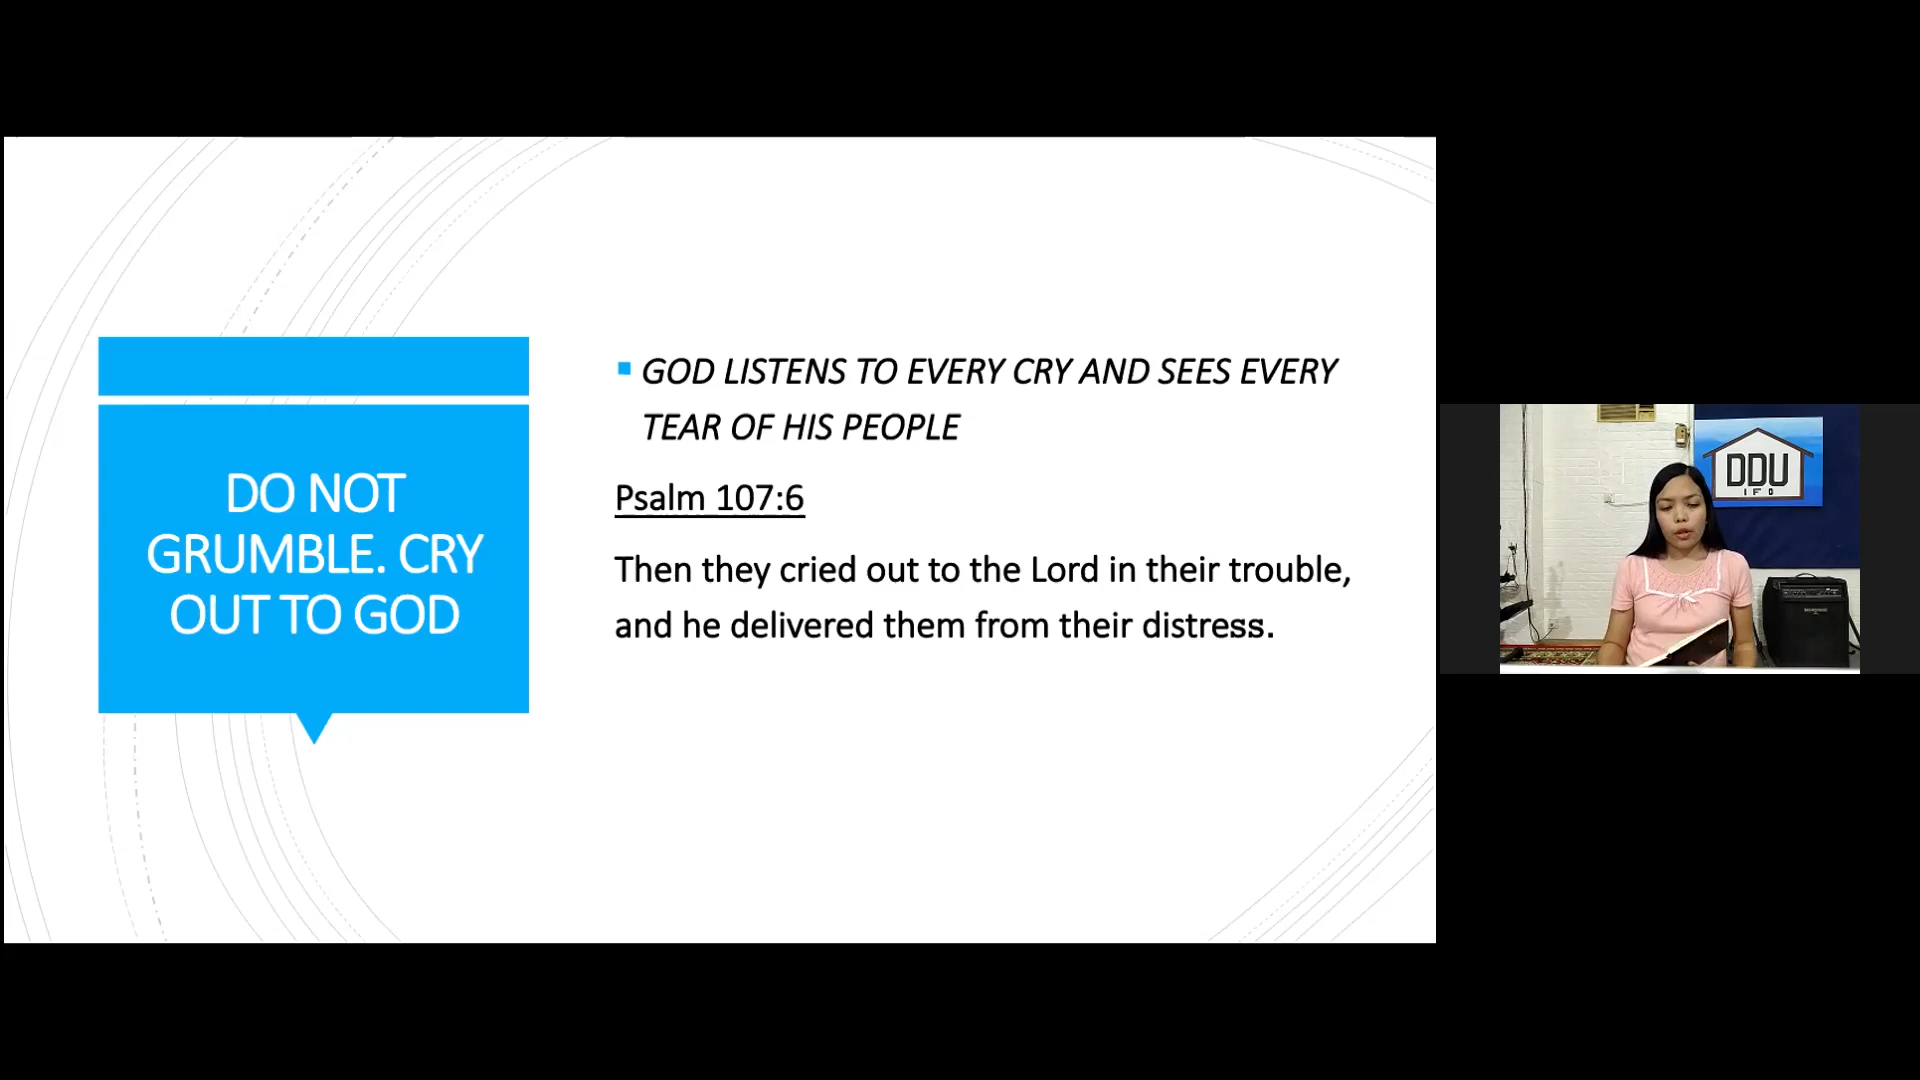 DO NOT
GRUMBLE. CRY
OUT TO GOD
GOD LISTENS TO EVERY CRY AND SEES EVERY
TEAR OF HIS PEOPLE
Psalm 107:6
Then they cried out to the Lord in their trouble,
and he delivered them from their distress.
DDU
IFO